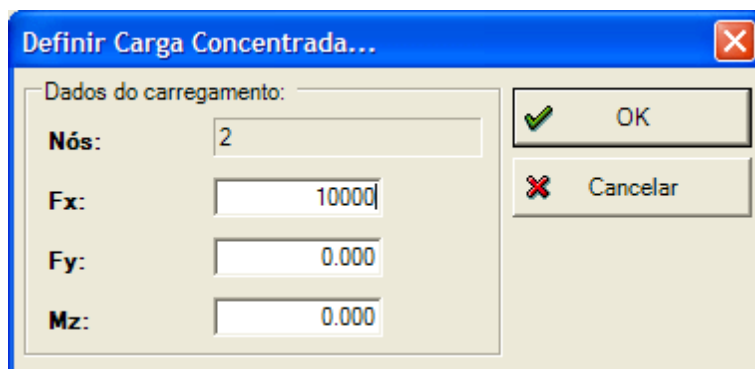 Definir Carga Concentrada...
Dados do carregamento:
Nós: 2
Fx: 10000
Fy: 0.000
Mz: 0.000
OK
Cancelar